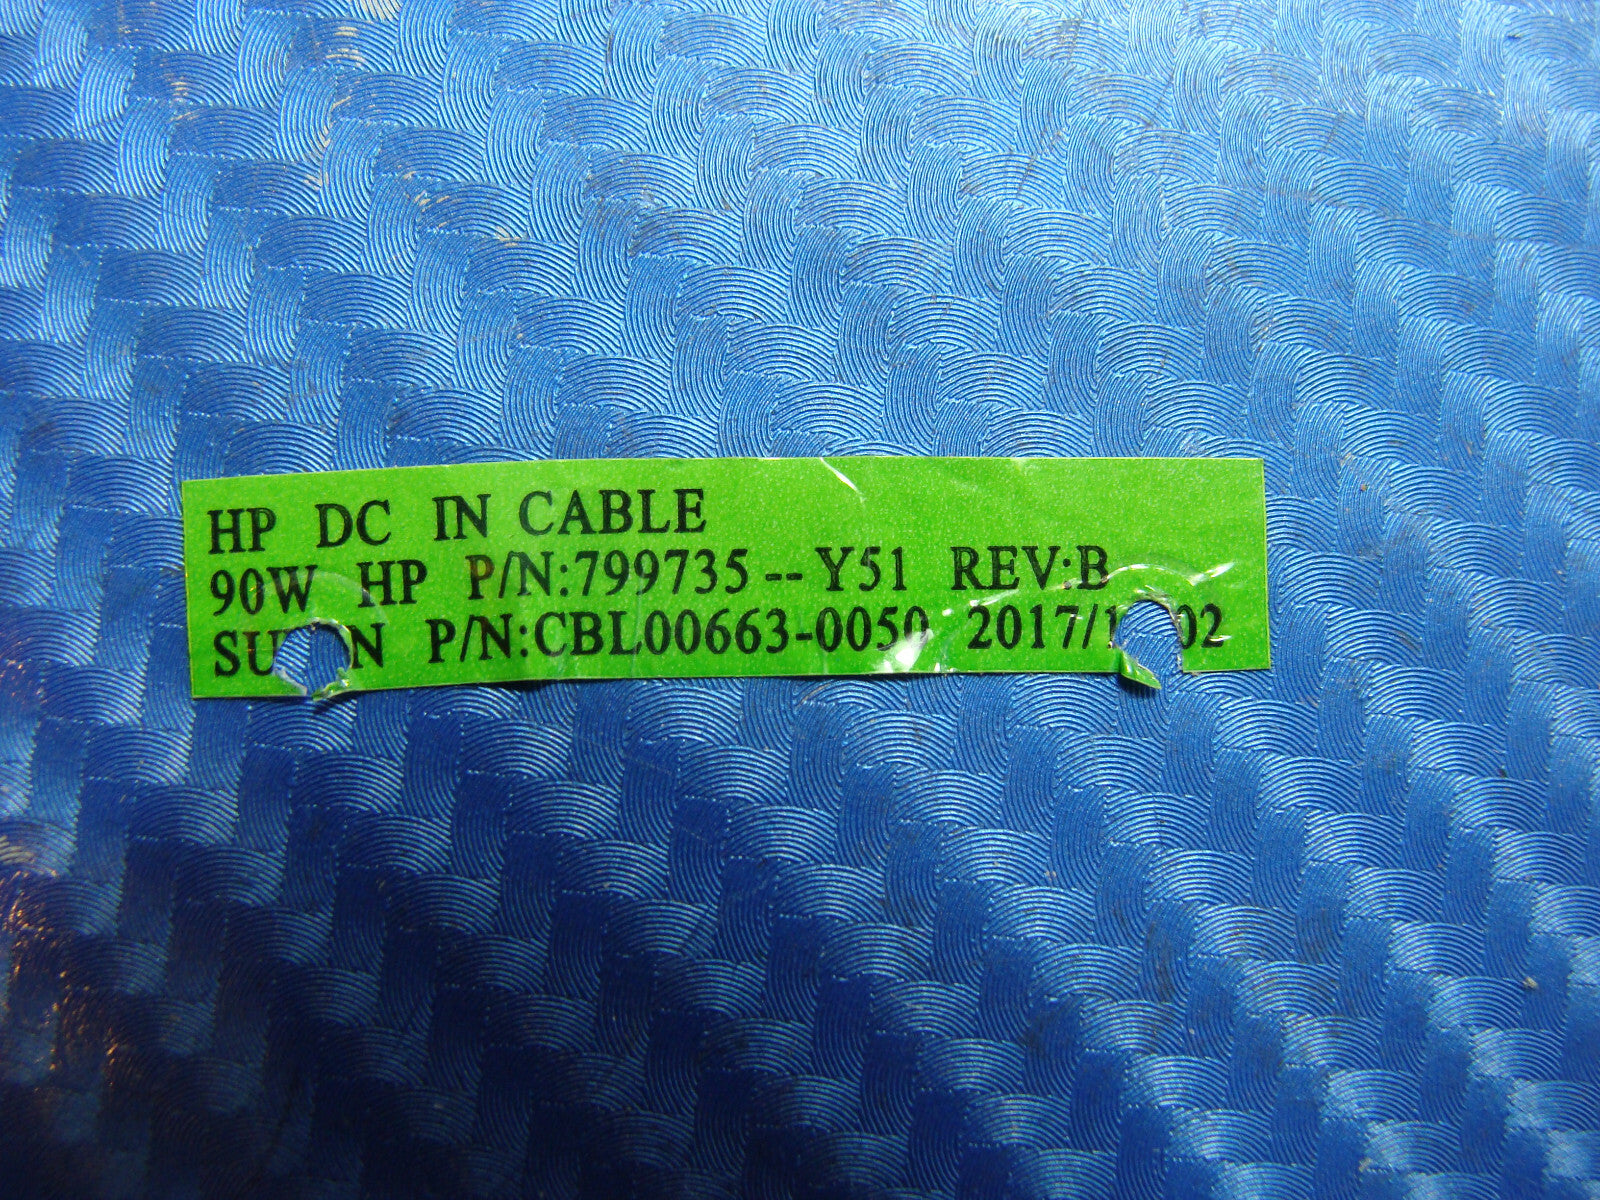 HP DC IN CABLE
90W HP P/N:799735--Y51 REV:B
P/N:CBL00663-0050